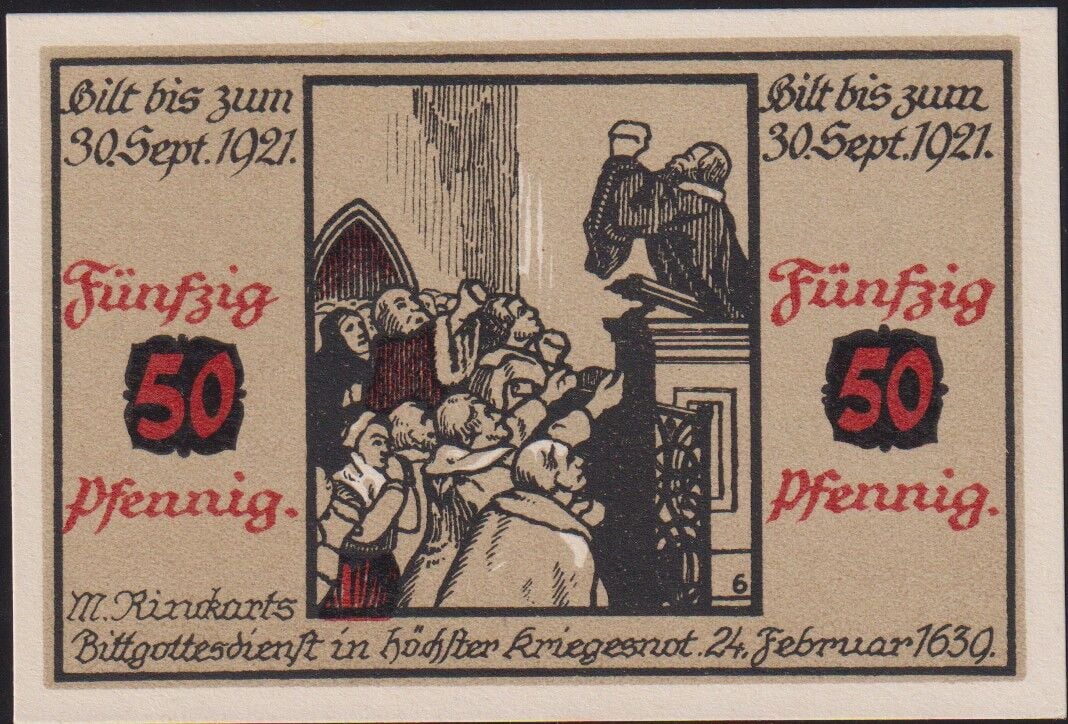 Gilt bis zum
30. Sept. 1921.
Fünfzig
50
Pfennig.
Gilt bis zum
30. Sept. 1921.
Fünfzig
50
Pfennig.
6
M. Rinckarts
Bittgottesdienst in höchster Kriegesnot. 24. Februar 1639.